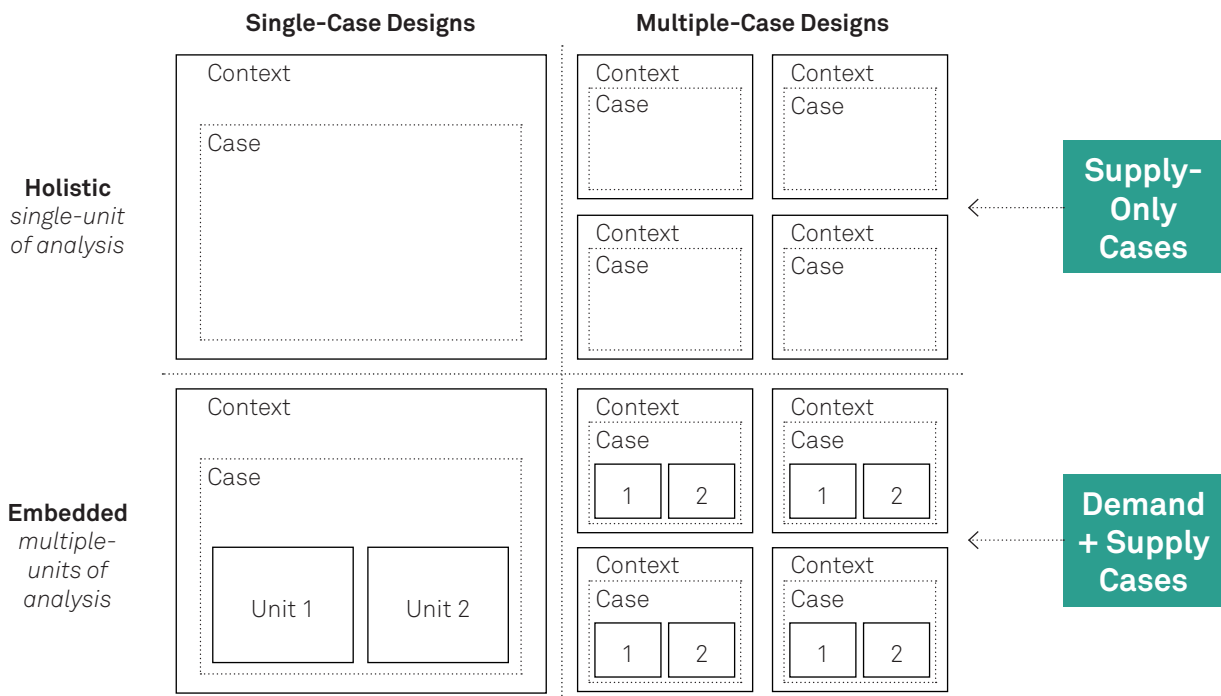 Single-Case Designs
Multiple-Case Designs
Holistic
single-unit
of analysis
Context
Case
Context
Case
Context
Case
Context
Case
Context
Case
Supply-
Only
Cases
Embedded
multiple-
units of
analysis
Context
Case
Unit 1
Unit 2
Context
Case
1
2
Context
Case
1
2
Context
Case
1
2
Context
Case
1
2
Demand
+ Supply
Cases